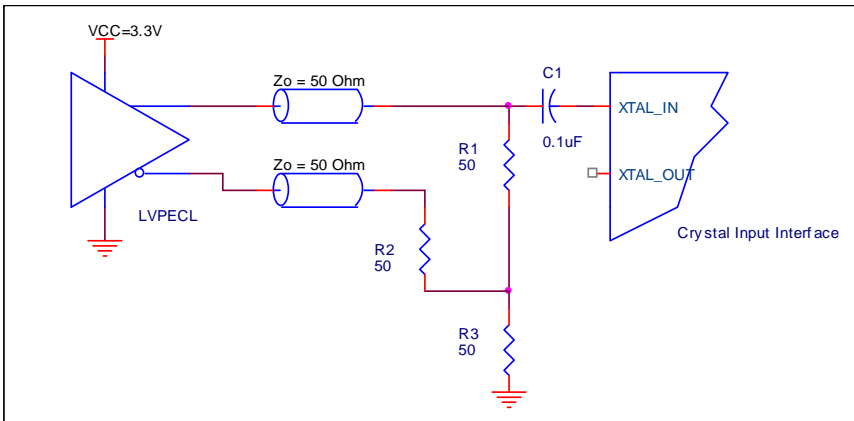 VCC=3.3V
Zo = 50 Ohm
C1
XTAL_IN
0.1uF
R1
50
Zo = 50 Ohm
XTAL_OUT
LVPECL
Crystal Input Interface
R2
50
R3
50